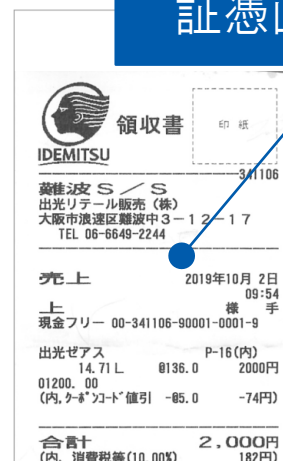 証憑
領収書
印 紙
IDEMITSU
341106
難波S/S
出光リテール販売(株)
大阪市浪速区難波中3-12-17
TEL 06-6649-2244
売上 2019年10月 2日
09:54
上 様 手
現金フリー 00-341106-90001-0001-9
出光ゼアス P-16(内)
14.71L @136.0 2000円
01200. 00
(内,クーポンコード値引 -@5.0 -74円)
合計 2,000円
(内, 消費税等(10.00%) 182円)